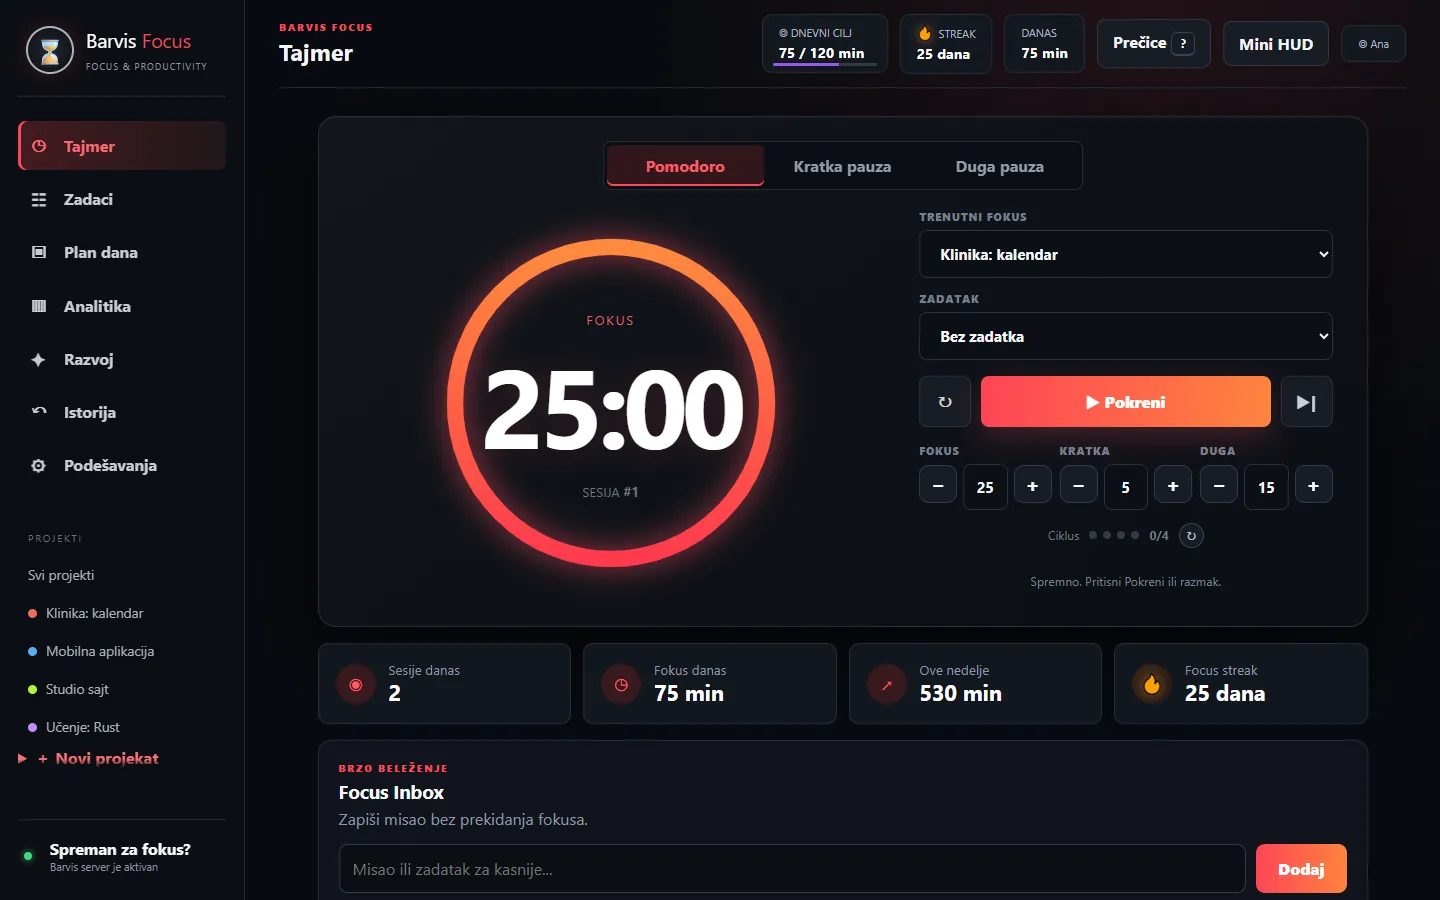 Barvis Focus
FOCUS & PRODUCTIVITY
Tajmer
Zadaci
Plan dana
Analitika
Razvoj
Istorija
Podešavanja
PROJEKTI
Svi projekti
Klinika: kalendar
Mobilna aplikacija
Studio sajt
Učenje: Rust
+ Novi projekat
Spreman za fokus?
Barvis server je aktivan
BARVIS FOCUS
Tajmer
DNEVNI CILJ
75 / 120 min
STREAK
25 dana
DANAS
75 min
Prečice ?
Mini HUD
Ana
Pomodoro
Kratka pauza
Duga pauza
FOKUS
25:00
SESIJA #1
TRENUTNI FOKUS
Klinika: kalendar
ZADATAK
Bez zadatka
Pokreni
FOKUS
KRATKA
DUGA
− 25 +
− 5 +
− 15 +
Ciklus 0/4
Spremno. Pritisni Pokreni ili razmak.
Sesije danas
2
Fokus danas
75 min
Ove nedelje
530 min
Focus streak
25 dana
BRZO BELEŽENJE
Focus Inbox
Zapiši misao bez prekidanja fokusa.
Misao ili zadatak za kasnije...
Dodaj